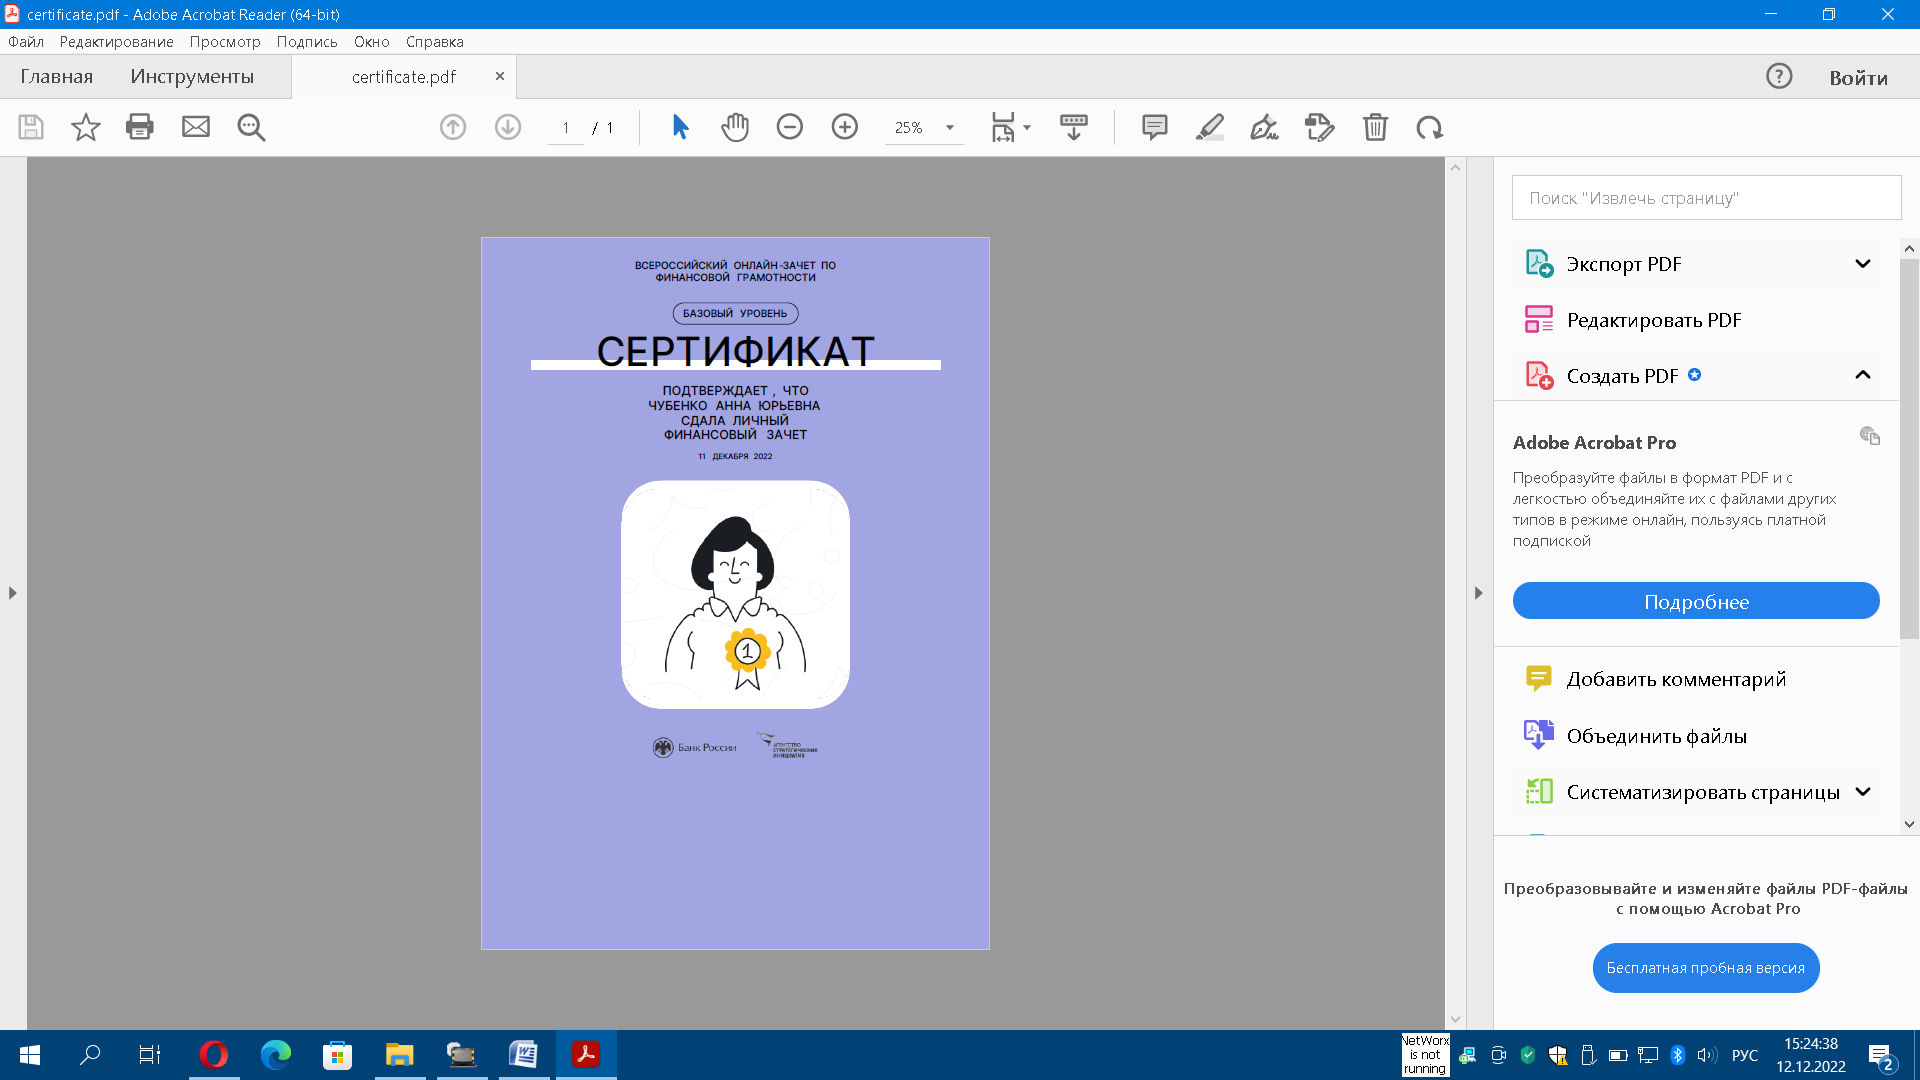 certificate.pdf - Adobe Acrobat Reader (64-bit)
Файл Редактирование Просмотр Подпись Окно Справка
Главная Инструменты certificate.pdf × Войти
1 / 1 25%
Поиск "Извлечь страницу"
Экспорт PDF
Редактировать PDF
Создать PDF
Adobe Acrobat Pro
Преобразуйте файлы в формат PDF и с
легкостью объединяйте их с файлами других
типов в режиме онлайн, пользуясь платной
подпиской
Подробнее
Добавить комментарий
Объединить файлы
Систематизировать страницы
Преобразовывайте и изменяйте файлы PDF-файлы
с помощью Acrobat Pro
Бесплатная пробная версия
ВСЕРОССИЙСКИЙ ОНЛАЙН-ЗАЧЕТ ПО
ФИНАНСОВОЙ ГРАМОТНОСТИ
БАЗОВЫЙ УРОВЕНЬ
СЕРТИФИКАТ
ПОДТВЕРЖДАЕТ , ЧТО
ЧУБЕНКО АННА ЮРЬЕВНА
СДАЛА ЛИЧНЫЙ
ФИНАНСОВЫЙ ЗАЧЕТ
11 ДЕКАБРЯ 2022
1
Банк России
АГЕНТСТВО
СТРАТЕГИЧЕСКИХ
ИНИЦИАТИВ
NetWorx
is not
running
РУС
15:24:38
12.12.2022
2